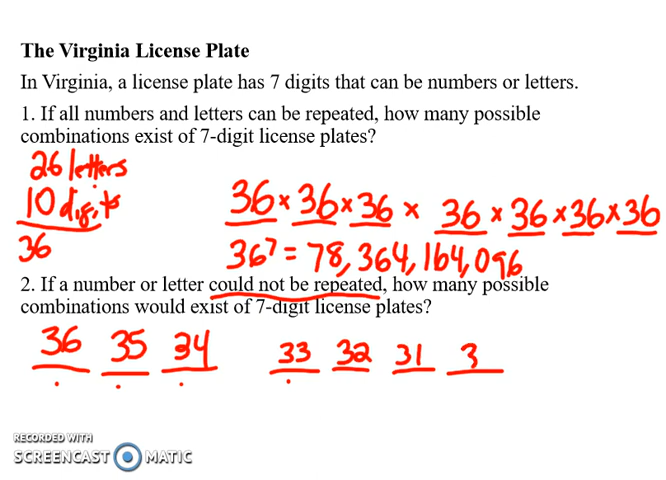 The Virginia License Plate
In Virginia, a license plate has 7 digits that can be numbers or letters.
1. If all numbers and letters can be repeated, how many possible
combinations exist of 7-digit license plates?
26 letters
10 digits
36
36 × 36 × 36 × 36 × 36 × 36 × 36
36⁷ = 78,364,164,096
2. If a number or letter could not be repeated, how many possible
combinations would exist of 7-digit license plates?
36 35 34 33 32 31 3
RECORDED WITH
SCREENCAST MATIC